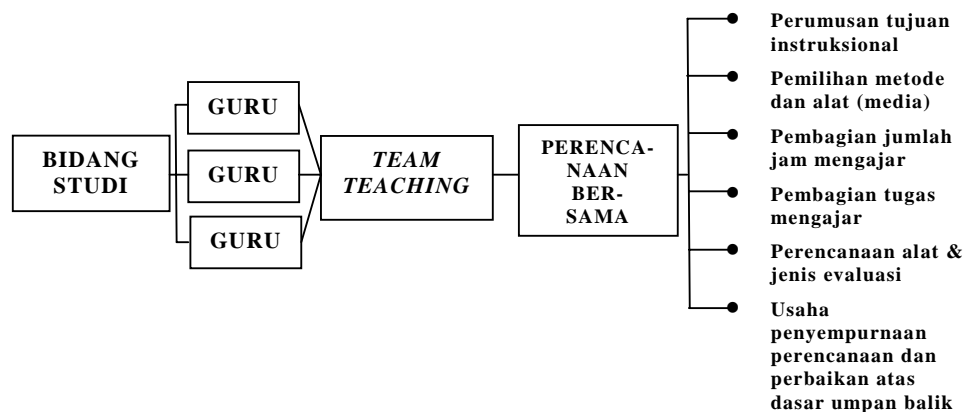 BIDANG
STUDI
GURU
GURU
GURU
TEAM
TEACHING
PERENCA-
NAAN
BER-
SAMA
Perumusan tujuan
instruksional
Pemilihan metode
dan alat (media)
Pembagian jumlah
jam mengajar
Pembagian tugas
mengajar
Perencanaan alat &
jenis evaluasi
Usaha
penyempurnaan
perencanaan dan
perbaikan atas
dasar umpan balik